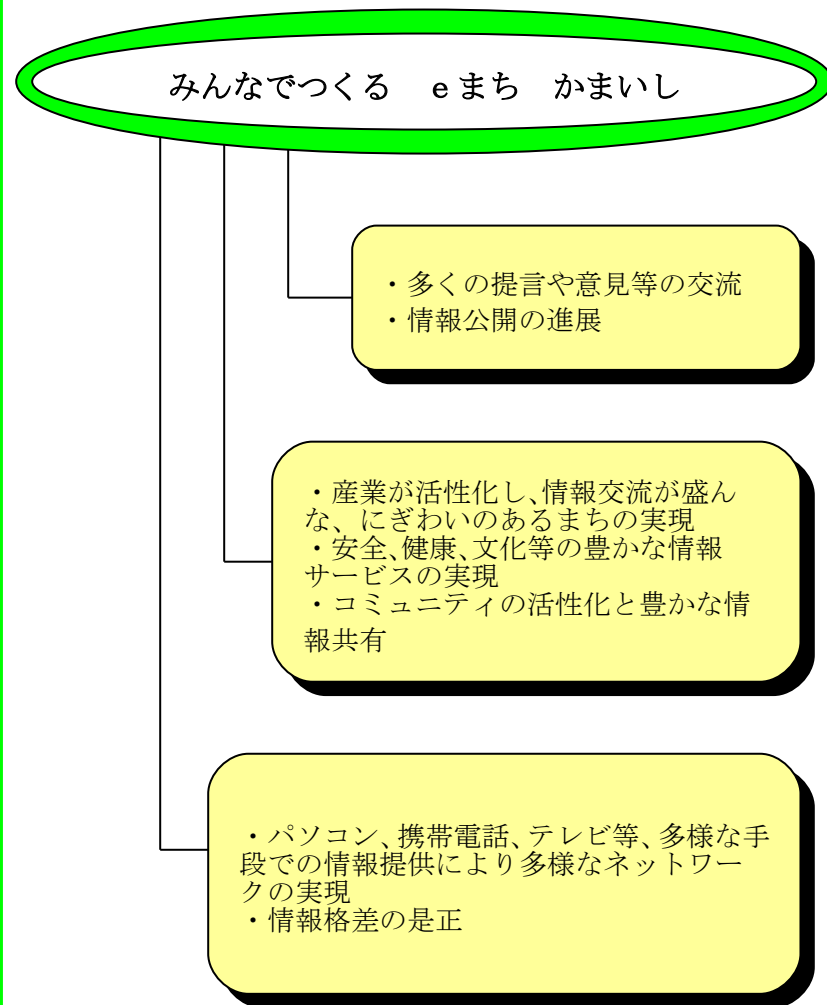 みんなでつくる　eまち　かまいし
・多くの提言や意見等の交流
・情報公開の進展
・産業が活性化し、情報交流が盛ん
な、にぎわいのあるまちの実現
・安全、健康、文化等の豊かな情報
サービスの実現
・コミュニティの活性化と豊かな情
報共有
・パソコン、携帯電話、テレビ等、多様な手
段での情報提供により多様なネットワー
クの実現
・情報格差の是正